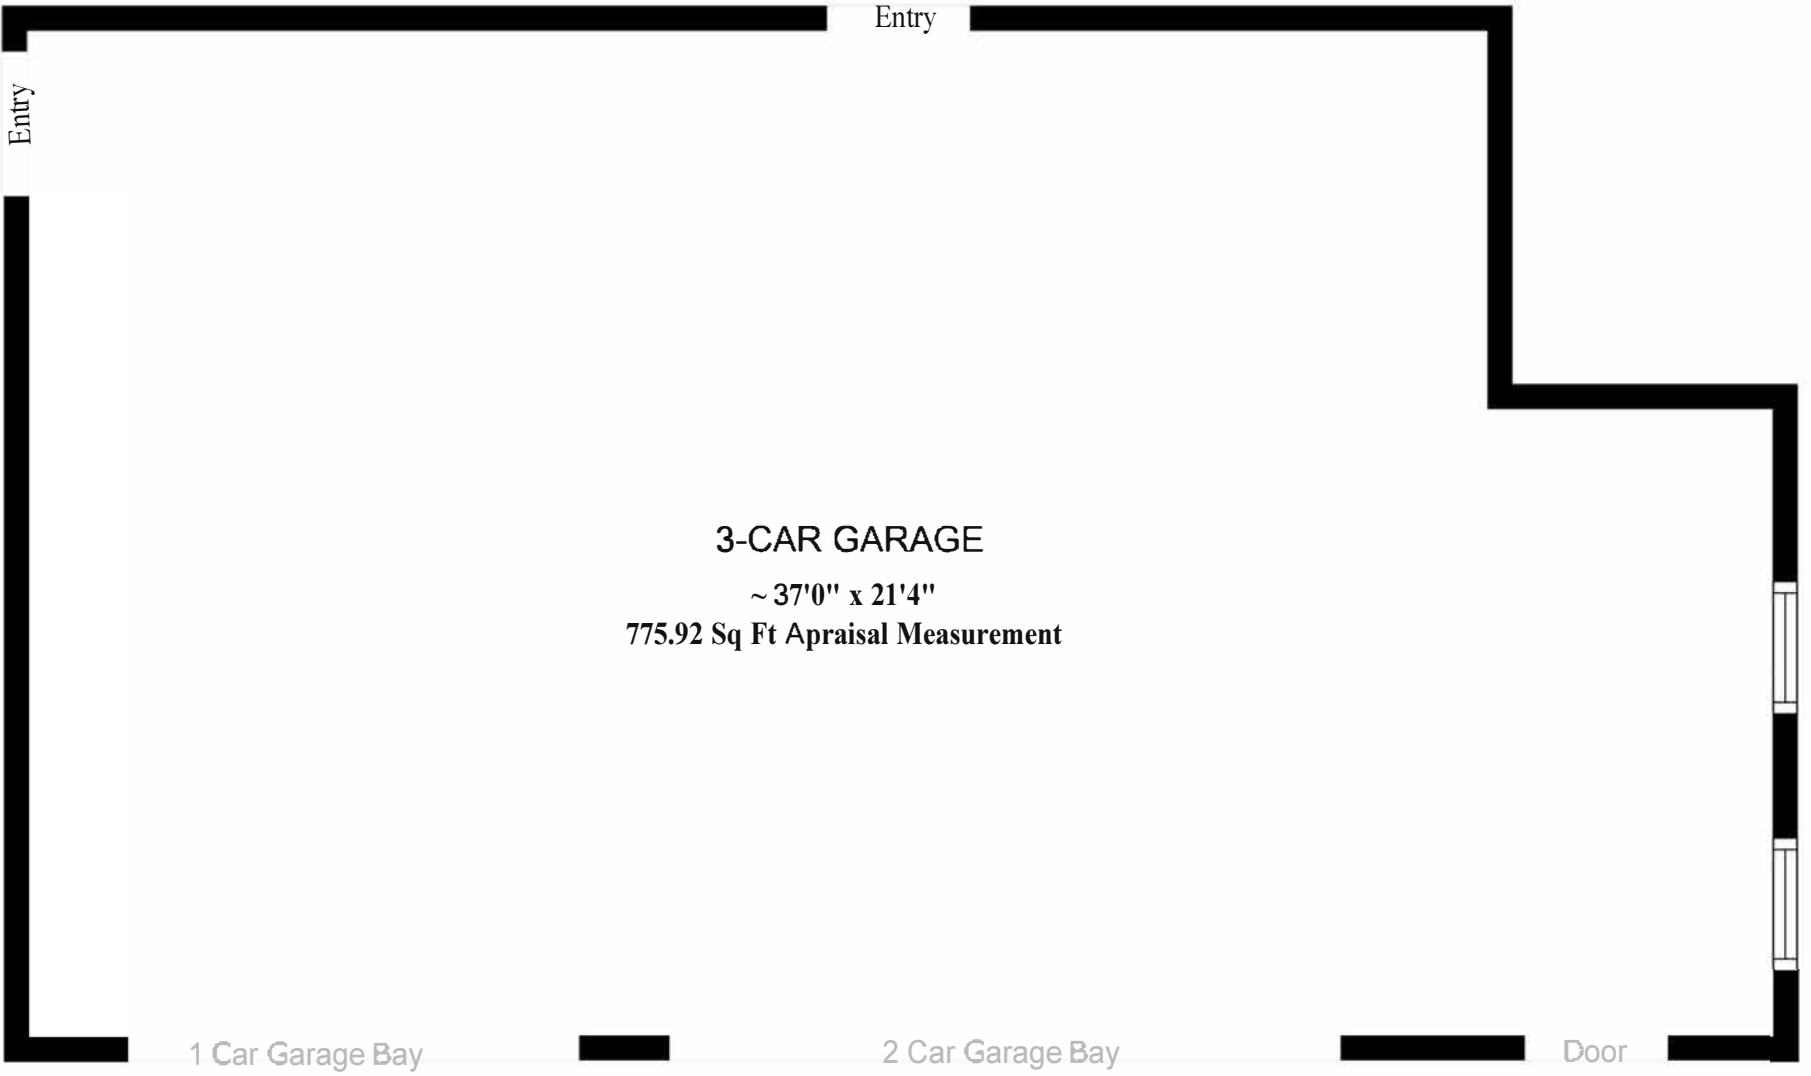 Entry
Entry
3-CAR GARAGE
~ 37'0" x 21'4"
775.92 Sq Ft Apraisal Measurement
1 Car Garage Bay
2 Car Garage Bay
Door